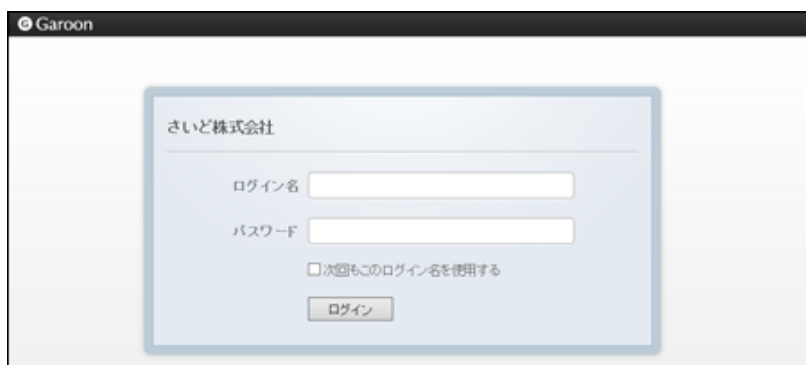 Garoon
さいど株式会社
ログイン名
パスワード
次回もこのログイン名を使用する
ログイン